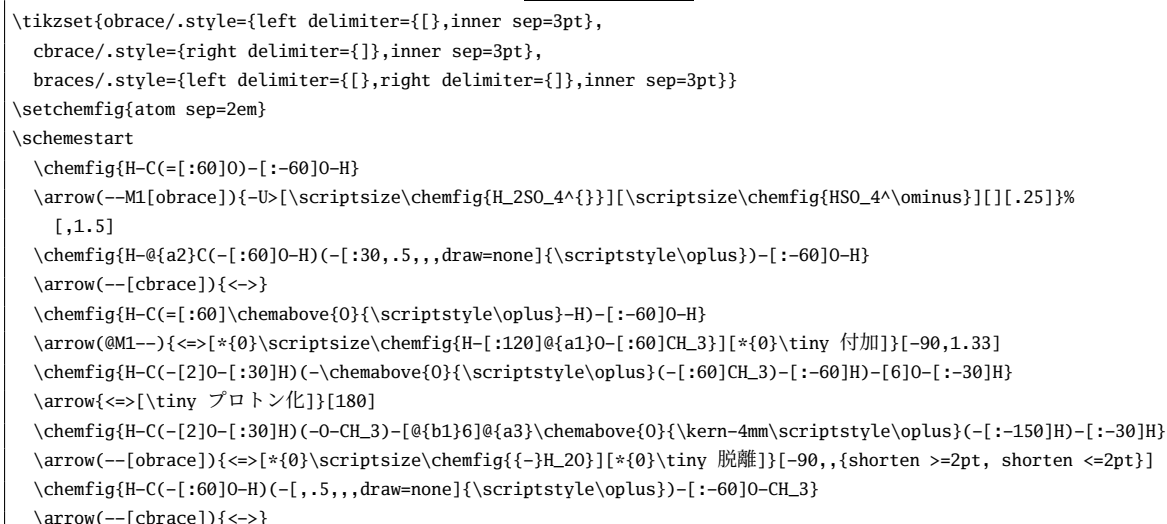 \tikzset{obrace/.style={left delimiter={[},inner sep=3pt},
  cbrace/.style={right delimiter={]},inner sep=3pt},
  braces/.style={left delimiter={[},right delimiter={]},inner sep=3pt}}
\setchemfig{atom sep=2em}
\schemestart
  \chemfig{H-C(=[:60]O)-[:-60]O-H}
  \arrow(--M1[obrace]){-U>[\scriptsize\chemfig{H_2SO_4^{}}][\scriptsize\chemfig{HSO_4^\ominus}][][.25]}%
    [,1.5]
  \chemfig{H-@{a2}C(-[:60]O-H)(-[:30,.5,,,draw=none]{\scriptstyle\oplus})-[:-60]O-H}
  \arrow(--[cbrace]){<->}
  \chemfig{H-C(=[:60]\chemabove{O}{\scriptstyle\oplus}-H)-[:-60]O-H}
  \arrow(@M1--){<=>[*{0}\scriptsize\chemfig{H-[:120]@{a1}O-[:60]CH_3}][*{0}\tiny 付加]}[-90,1.33]
  \chemfig{H-C(-[2]O-[:30]H)(-\chemabove{O}{\scriptstyle\oplus}(-[:60]CH_3)-[:-60]H)-[6]O-[:-30]H}
  \arrow{<=>[\tiny プロトン化]}[180]
  \chemfig{H-C(-[2]O-[:30]H)(-O-CH_3)-[@{b1}6]@{a3}\chemabove{O}{\kern-4mm\scriptstyle\oplus}(-[:-150]H)-[:-30]H}
  \arrow(--[obrace]){<=>[*{0}\scriptsize\chemfig{{-}H_2O}][*{0}\tiny 脱離]}[-90,,{shorten >=2pt, shorten <=2pt}]
  \chemfig{H-C(-[:60]O-H)(-[,.5,,,draw=none]{\scriptstyle\oplus})-[:-60]O-CH_3}
  \arrow(--[cbrace]){<->}